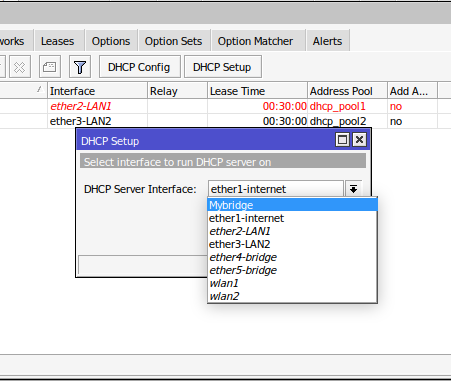 works Leases Options Option Sets Option Matcher Alerts
DHCP Config DHCP Setup
Interface Relay Lease Time Address Pool Add A...
ether2-LAN1 00:30:00 dhcp_pool1 no
ether3-LAN2 00:30:00 dhcp_pool2 no
DHCP Setup
Select interface to run DHCP server on
DHCP Server Interface: ether1-internet
Mybridge
ether1-internet
ether2-LAN1
ether3-LAN2
ether4-bridge
ether5-bridge
wlan1
wlan2